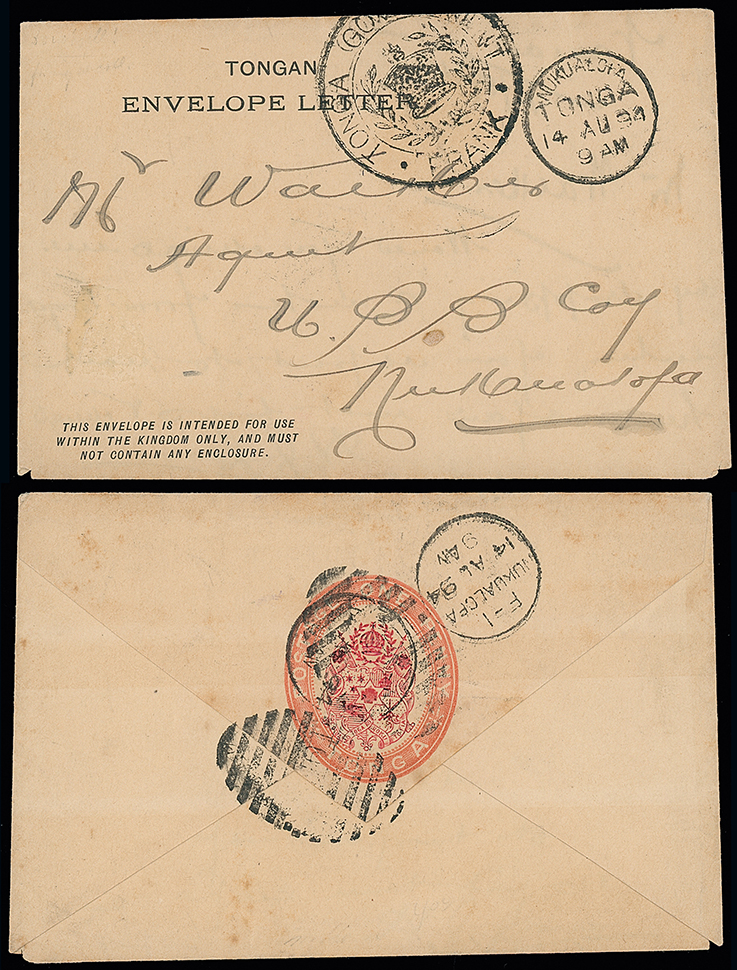 TONGAN
ENVELOPE LETTER
TONGA GOVERNMENT
FRANK
NUKUALOFA
TONGA
14 AU 94
9 AM
Mr Walker
Agent
U.S.S Coy
Nukualofa
THIS ENVELOPE IS INTENDED FOR USE
WITHIN THE KINGDOM ONLY, AND MUST
NOT CONTAIN ANY ENCLOSURE.
NUKUALOFA
14 AU 94
9 AM